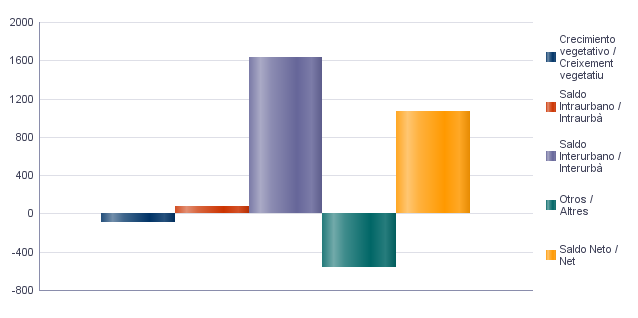 2000
1600
1200
800
400
0
-400
-800
Crecimiento
vegetativo /
Creixement
vegetatiu
Saldo
Intraurbano /
Intraurbà
Saldo
Interurbano /
Interurbà
Otros /
Altres
Saldo Neto /
Net